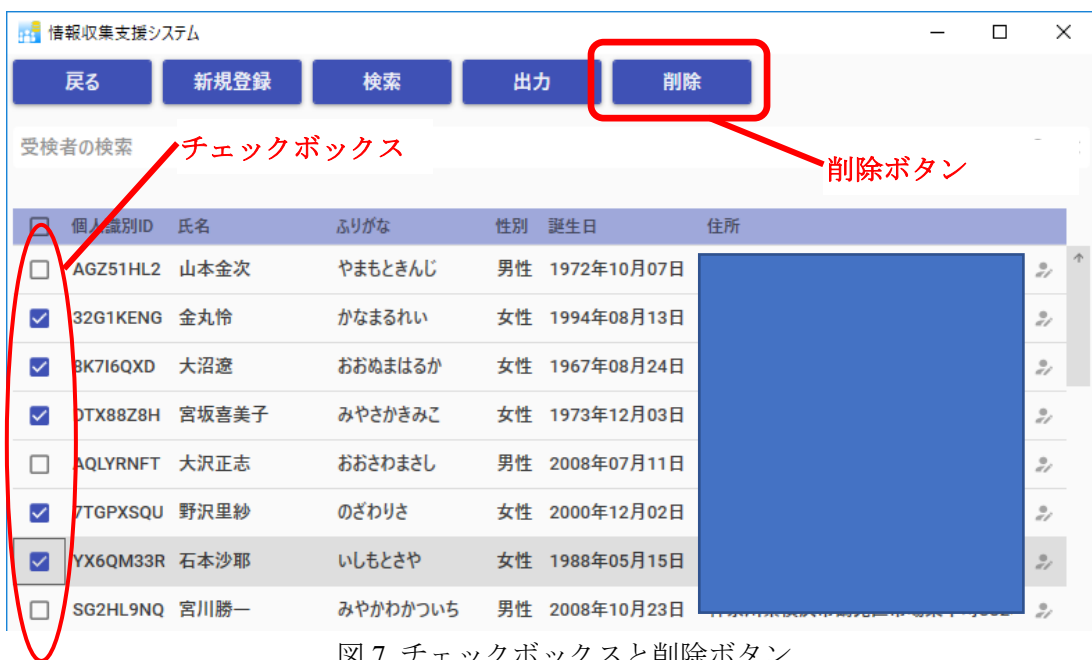 情報収集支援システム
戻る 新規登録 検索 出力 削除
受検者の検索
チェックボックス
削除ボタン
個人識別ID 氏名 ふりがな 性別 誕生日 住所
AGZ51HL2 山本金次 やまもときんじ 男性 1972年10月07日
32G1KENG 金丸怜 かなまるれい 女性 1994年08月13日
8K7I6QXD 大沼遼 おおぬまはるか 女性 1967年08月24日
DTX88Z8H 宮坂喜美子 みやさかきみこ 女性 1973年12月03日
AQLYRNFT 大沢正志 おおさわまさし 男性 2008年07月11日
7TGPXSQU 野沢里紗 のざわりさ 女性 2000年12月02日
YX6QM33R 石本沙耶 いしもとさや 女性 1988年05月15日
SG2HL9NQ 宮川勝一 みやかわかついち 男性 2008年10月23日
図 7 チェックボックスと削除ボタン